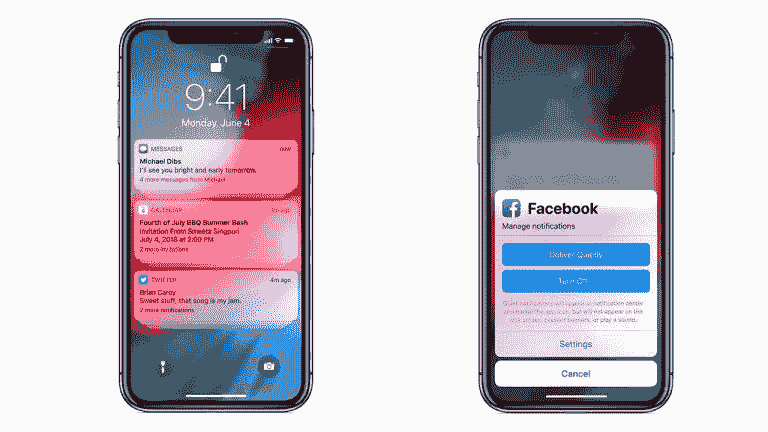 9:41
Monday, June 4
MESSAGES now
Michael Dibs
I'll see you bright and early tomorrow.
4 more messages from Michael
CALENDAR
Fourth of July BBQ Summer Bash
Invitation From Sweets Singpuri
July 4, 2018 at 2:00 PM
2 more invitations
TWITTER 4m ago
Brian Carey
Sweet stuff, that song is my jam.
2 more notifications
Facebook
Manage notifications
Deliver Quietly
Turn Off...
Settings
Cancel